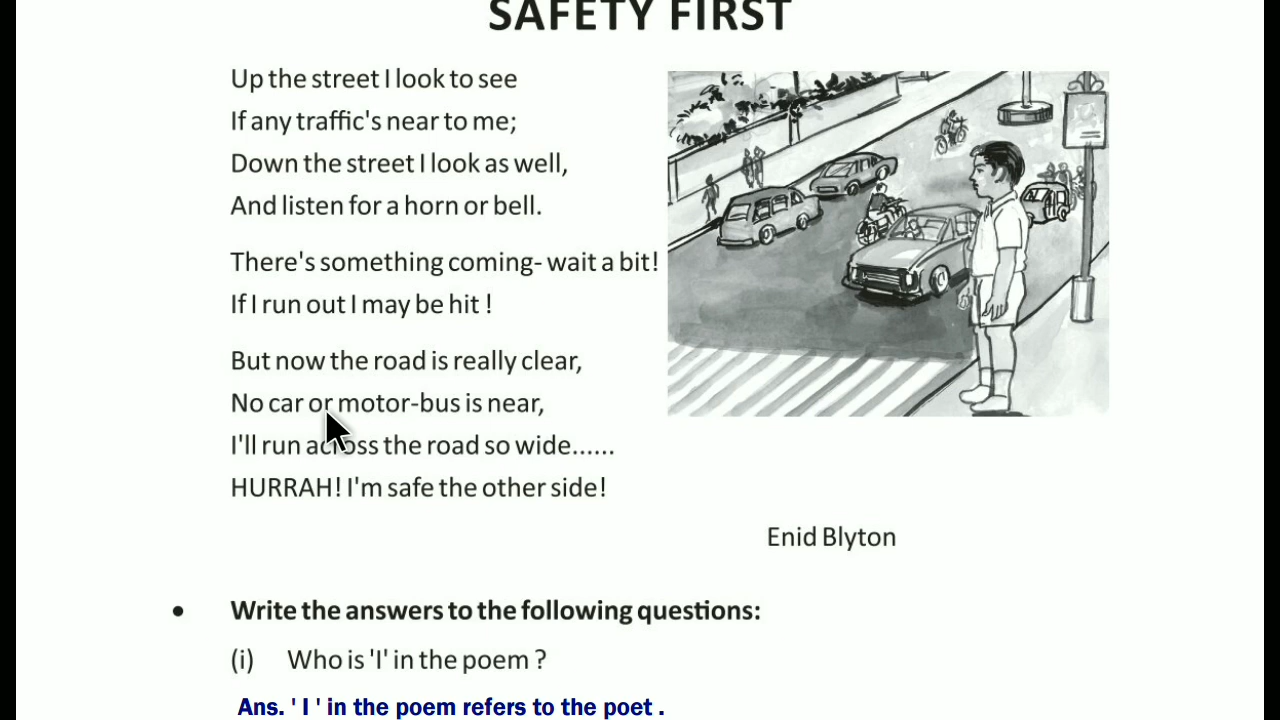 SAFETY FIRST
Up the street I look to see
If any traffic's near to me;
Down the street I look as well,
And listen for a horn or bell.
There's something coming- wait a bit!
If I run out I may be hit !
But now the road is really clear,
No car or motor-bus is near,
I'll run across the road so wide......
HURRAH! I'm safe the other side!
Enid Blyton
• Write the answers to the following questions:
(i) Who is 'I' in the poem ?
Ans. ' I ' in the poem refers to the poet .